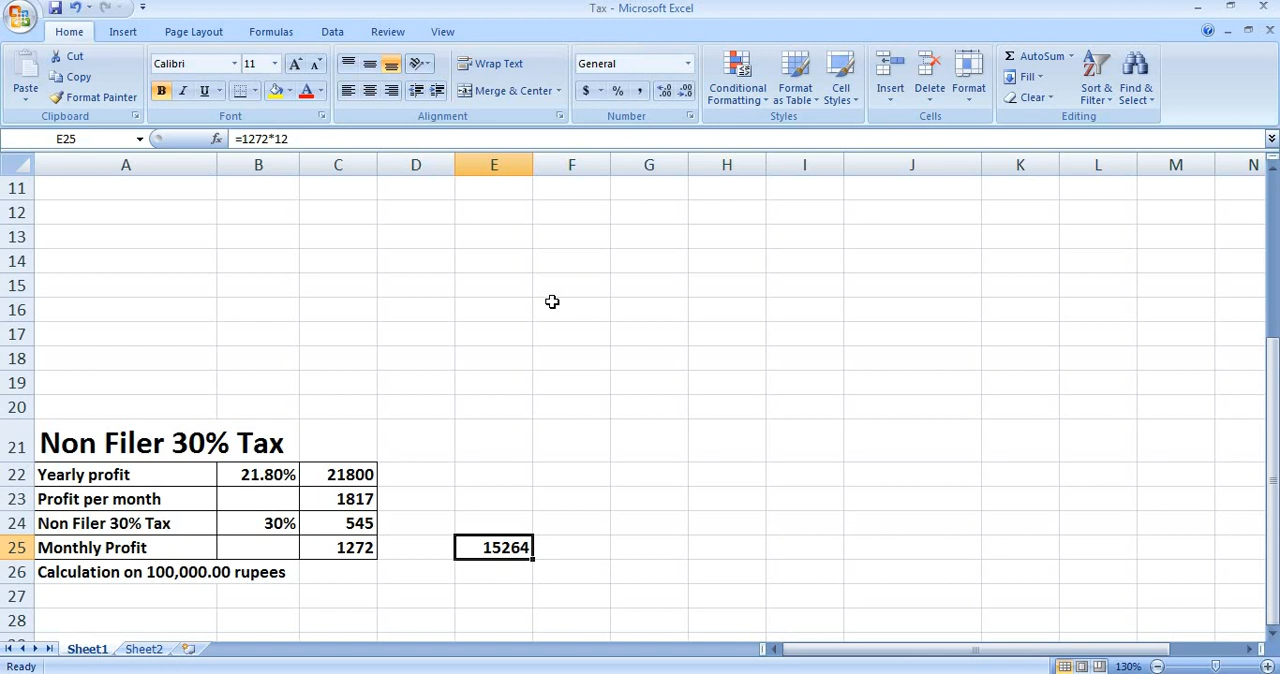 Tax - Microsoft Excel
Home Insert Page Layout Formulas Data Review View
Paste
Cut
Copy
Format Painter
Clipboard
Calibri 11
B I U
Font
Wrap Text
Merge & Center
Alignment
General
$ % ,
Number
Conditional Formatting
Format as Table
Cell Styles
Styles
Insert Delete Format
Cells
Σ AutoSum
Fill
Clear
Sort & Filter
Find & Select
Editing
E25 fx =1272*12
A B C D E F G H I J K L M N
11
12
13
14
15
16
17
18
19
20
21 Non Filer 30% Tax
22 Yearly profit 21.80% 21800
23 Profit per month 1817
24 Non Filer 30% Tax 30% 545
25 Monthly Profit 1272 15264
26 Calculation on 100,000.00 rupees
27
28
Sheet1 Sheet2
Ready 130%